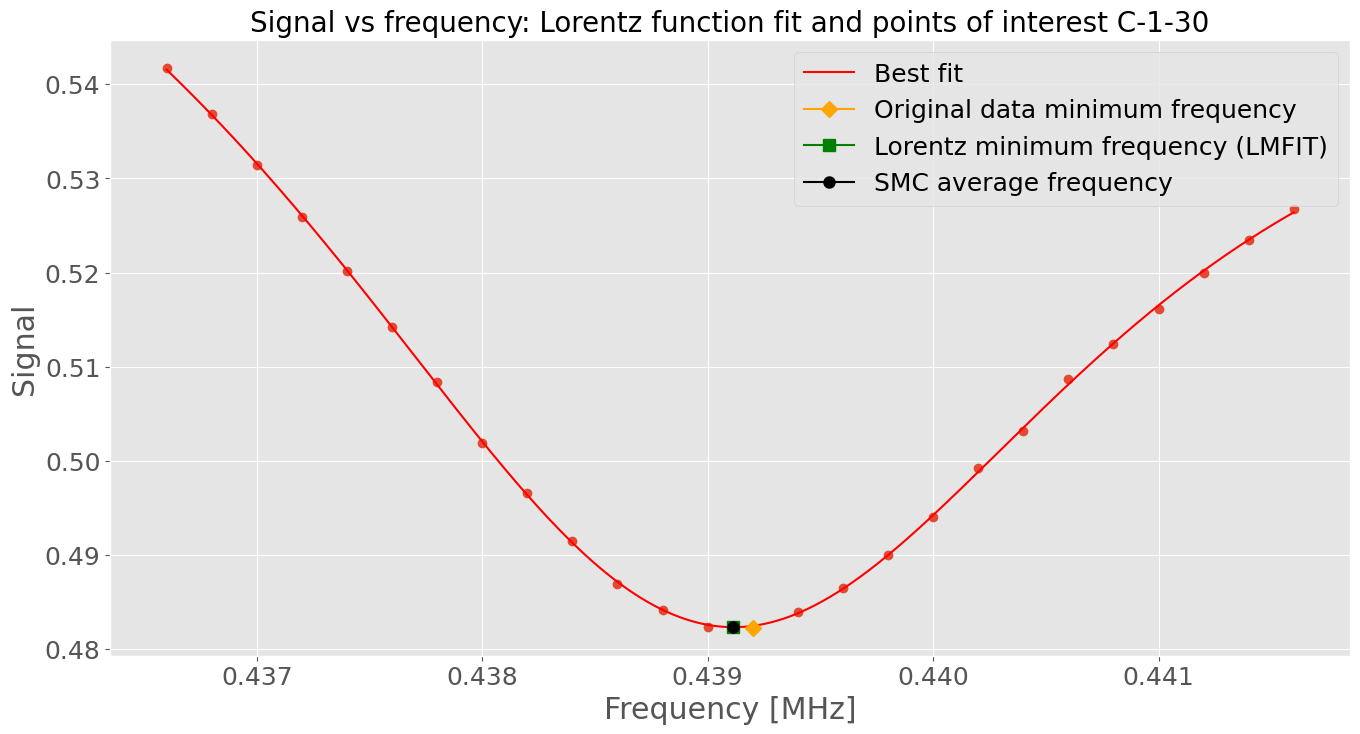 Signal vs frequency: Lorentz function fit and points of interest C-1-30
Best fit
Original data minimum frequency
Lorentz minimum frequency (LMFIT)
SMC average frequency
0.54
0.53
0.52
0.51
0.50
0.49
0.48
Signal
0.437 0.438 0.439 0.440 0.441
Frequency [MHz]